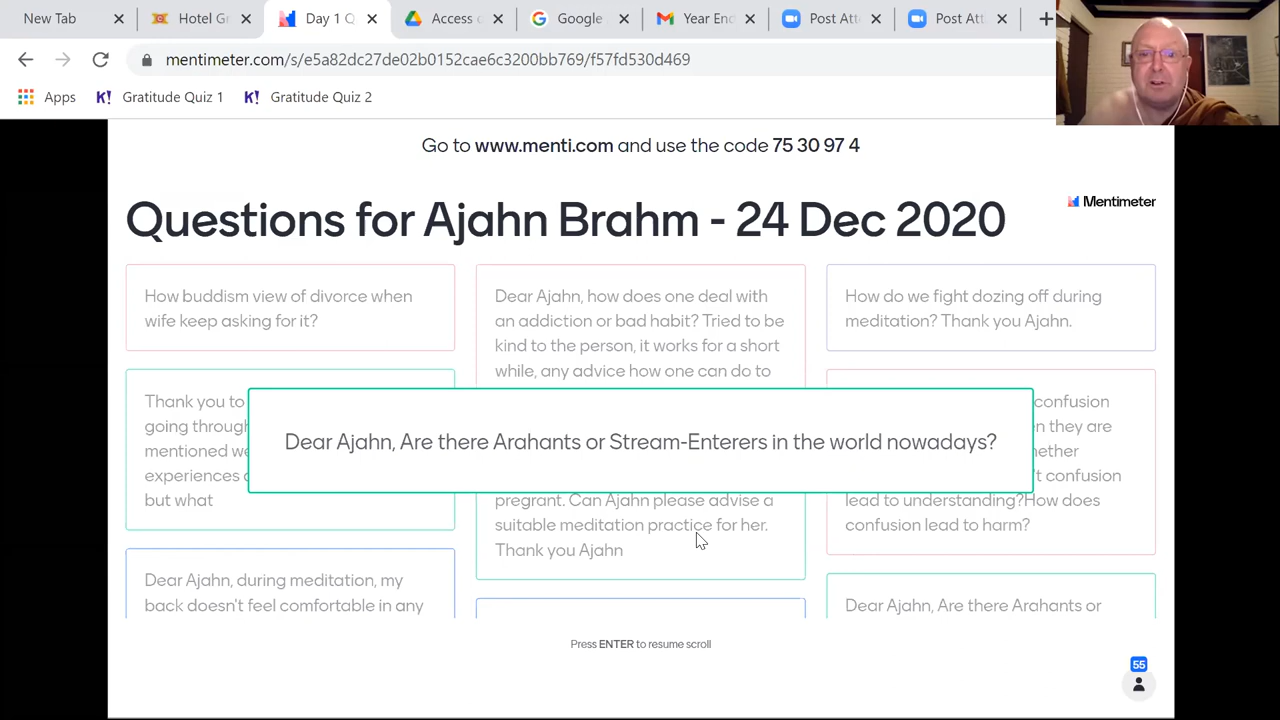 New Tab
Hotel Gr
Day 1 Q
Access
Google
Year En
Post Att
Post Att
mentimeter.com/s/e5a82dc27de02b0152cae6c3200bb769/f57fd530d469
Apps
K! Gratitude Quiz 1
K! Gratitude Quiz 2
Go to www.menti.com and use the code 75 30 97 4
Questions for Ajahn Brahm - 24 Dec 2020
Mentimeter
How buddism view of divorce when
wife keep asking for it?
Thank you to
going through
mentioned we
experiences
but what
Dear Ajahn, during meditation, my
back doesn't feel comfortable in any
Dear Ajahn, how does one deal with
an addiction or bad habit? Tried to be
kind to the person, it works for a short
while, any advice how one can do to
Dear Ajahn, Are there Arahants or Stream-Enterers in the world nowadays?
pregrant. Can Ajahn please advise a
suitable meditation practice for her.
Thank you Ajahn
How do we fight dozing off during
meditation? Thank you Ajahn.
confusion
they are
't confusion
lead to understanding?How does
confusion lead to harm?
Dear Ajahn, Are there Arahants or
Press ENTER to resume scroll
55